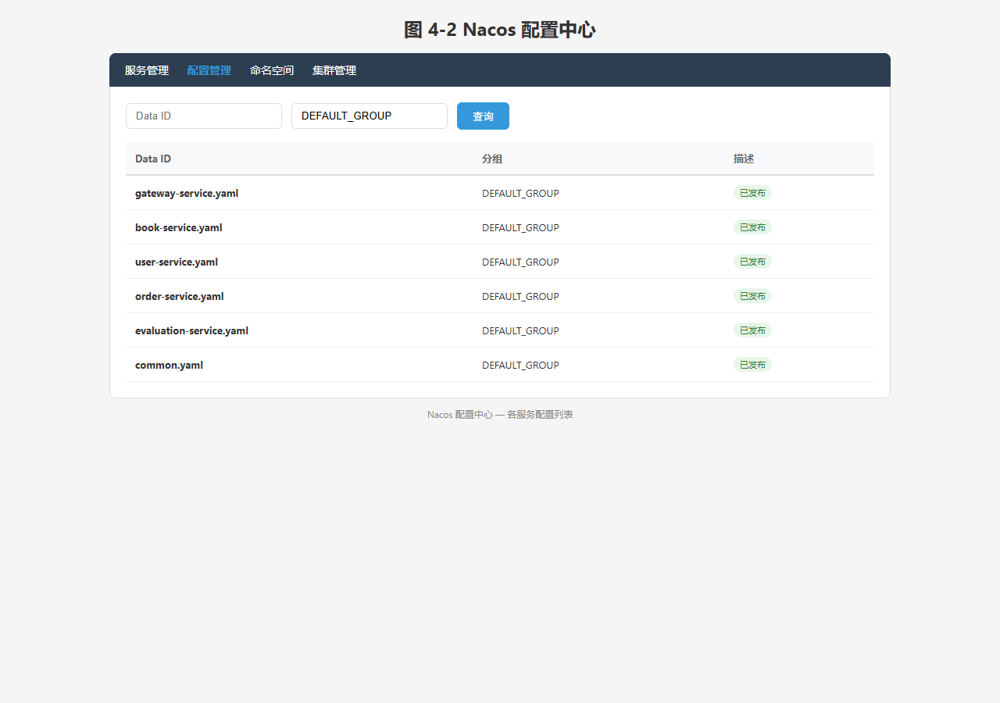 图 4-2 Nacos 配置中心
服务管理 配置管理 命名空间 集群管理
Data ID DEFAULT_GROUP 查询
Data ID 分组 描述
gateway-service.yaml DEFAULT_GROUP 已发布
book-service.yaml DEFAULT_GROUP 已发布
user-service.yaml DEFAULT_GROUP 已发布
order-service.yaml DEFAULT_GROUP 已发布
evaluation-service.yaml DEFAULT_GROUP 已发布
common.yaml DEFAULT_GROUP 已发布
Nacos 配置中心 — 各服务配置列表